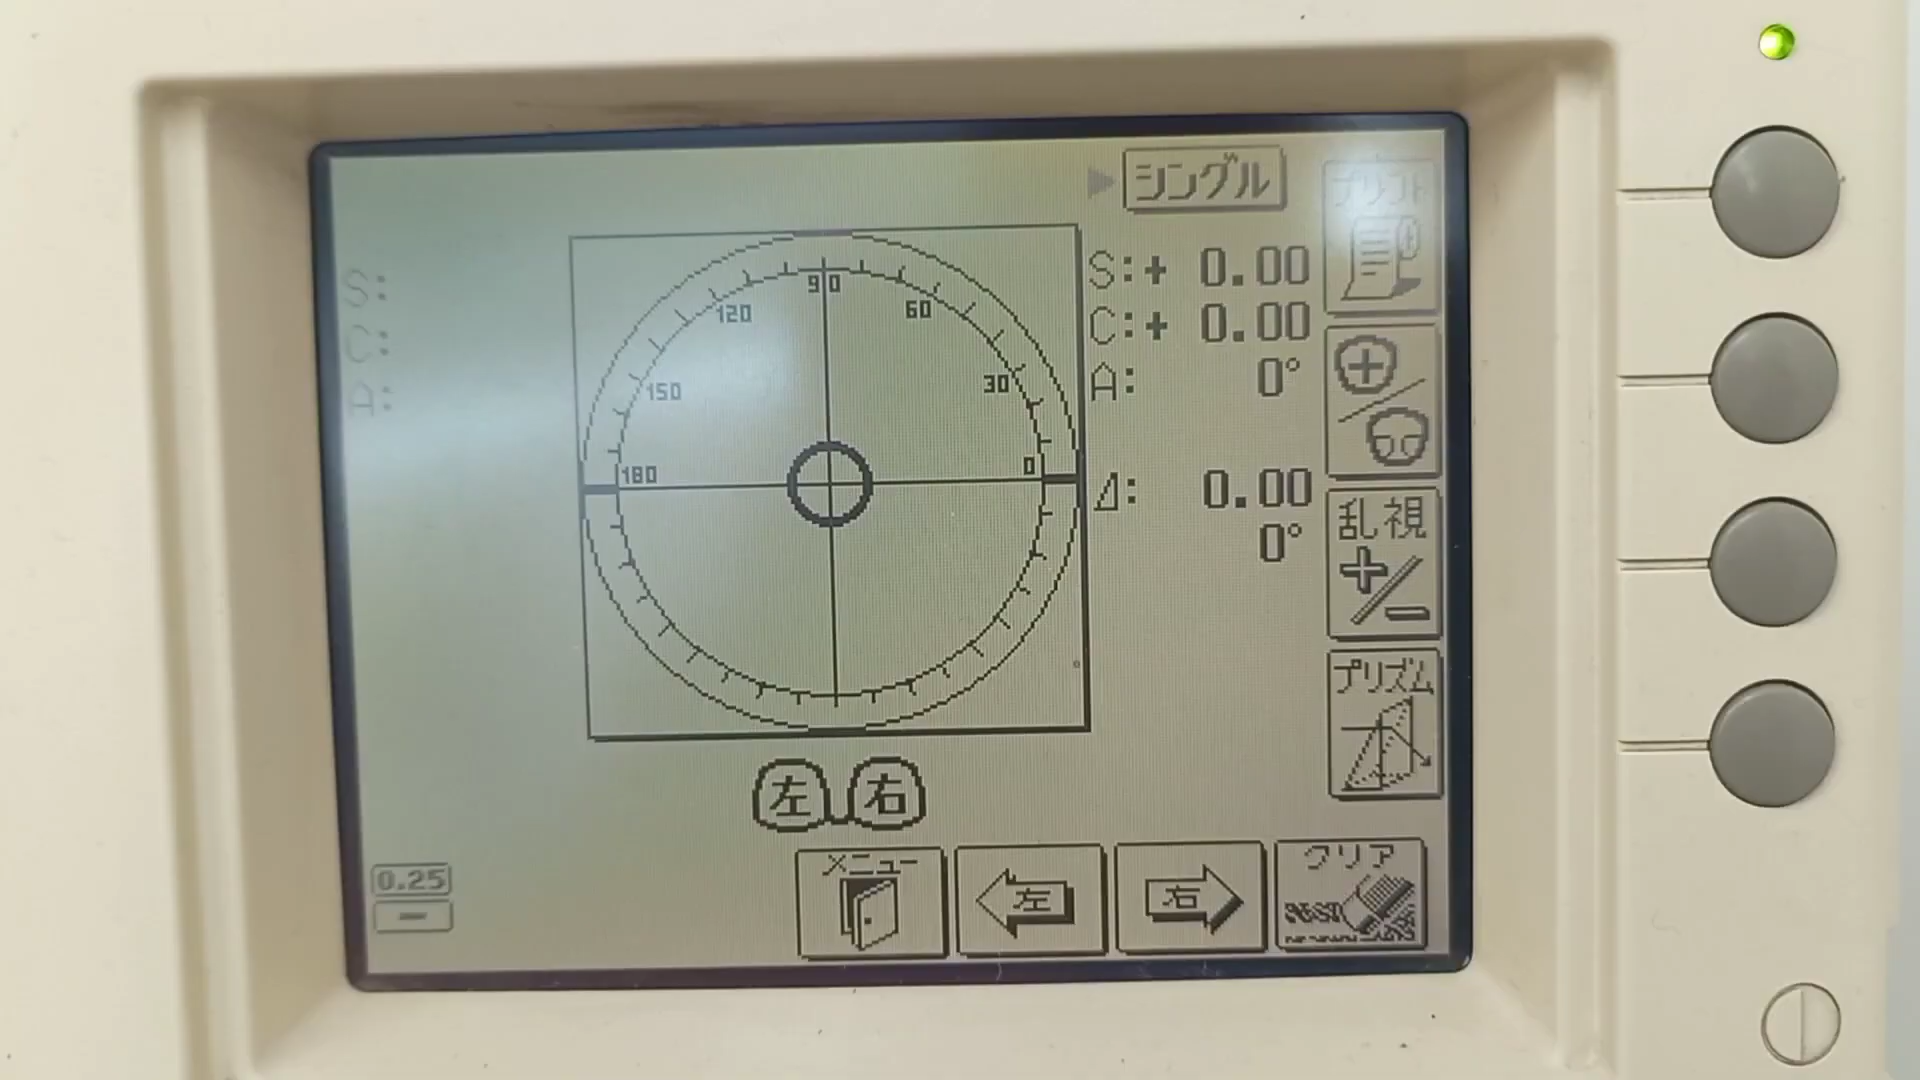 シングル
プリント
S:
C:
A:
90
120
60
150
30
180
0
S:+ 0.00
C:+ 0.00
A: 0°
⊿: 0.00
0°
乱視
+/-
プリズム
左 右
0.25
-
メニュー
左
右
クリア